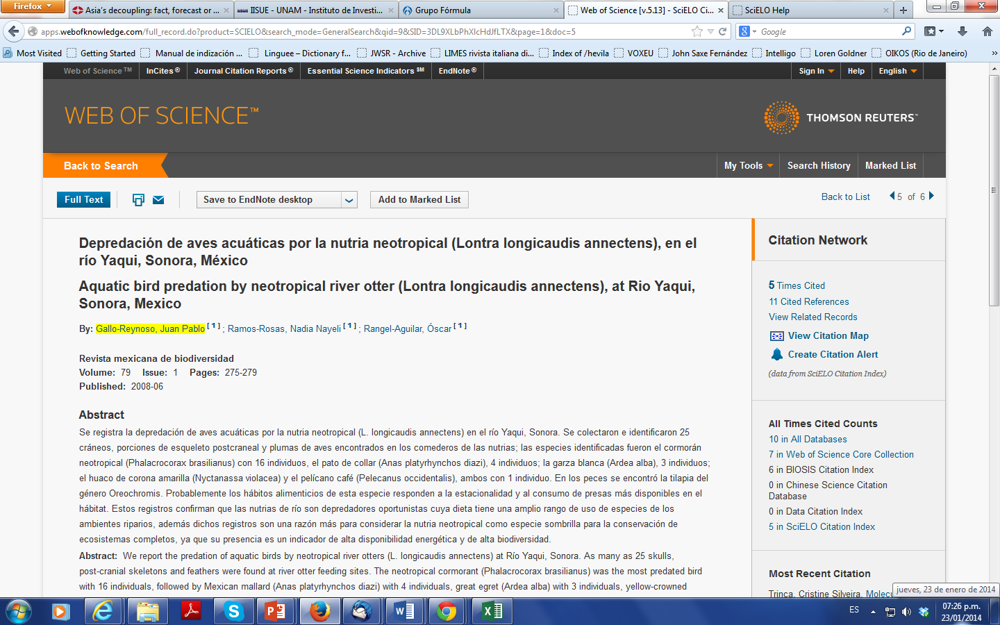 Firefox
Asia's decoupling: fact, forecast or ...
IISUE - UNAM - Instituto de Investi...
Grupo Fórmula
Web of Science [v.5.13] - SciELO Ci...
SciELO Help
apps.webofknowledge.com/full_record.do?product=SCIELO&search_mode=GeneralSearch&qid=9&SID=3DL9XLbPhXIcHdJfLTX&page=1&doc=5
Google
Most Visited
Getting Started
Manual de indización ...
Linguee – Dictionary f...
JWSR - Archive
LIMES rivista italiana di...
Index of /hevila
VOXEU
John Saxe Fernández
Intelligo
Loren Goldner
OIKOS (Rio de Janeiro)
Web of Science ™
InCites ®
Journal Citation Reports ®
Essential Science Indicators ℠
EndNote ®
Sign In
Help
English
WEB OF SCIENCE™
THOMSON REUTERS™
Back to Search
My Tools
Search History
Marked List
Full Text
Save to EndNote desktop
Add to Marked List
Back to List
5 of 6
Depredación de aves acuáticas por la nutria neotropical (Lontra longicaudis annectens), en el
río Yaqui, Sonora, México
Aquatic bird predation by neotropical river otter (Lontra longicaudis annectens), at Rio Yaqui,
Sonora, Mexico
By: Gallo-Reynoso, Juan Pablo [ 1 ] ; Ramos-Rosas, Nadia Nayeli [ 1 ] ; Rangel-Aguilar, Óscar [ 1 ]
Revista mexicana de biodiversidad
Volume: 79 Issue: 1 Pages: 275-279
Published: 2008-06
Abstract
Se registra la depredación de aves acuáticas por la nutria neotropical (L. longicaudis annectens) en el río Yaqui, Sonora. Se colectaron e identificaron 25
cráneos, porciones de esqueleto postcraneal y plumas de aves encontrados en los comederos de las nutrias; las especies identificadas fueron el cormorán
neotropical (Phalacrocorax brasilianus) con 16 individuos, el pato de collar (Anas platyrhynchos diazi), 4 individuos; la garza blanca (Ardea alba), 3 individuos;
el huaco de corona amarilla (Nyctanassa violacea) y el pelícano café (Pelecanus occidentalis), ambos con 1 individuo. En los peces se encontró la tilapia del
género Oreochromis. Probablemente los hábitos alimenticios de esta especie responden a la estacionalidad y al consumo de presas más disponibles en el
hábitat. Estos registros confirman que las nutrias de río son depredadores oportunistas cuya dieta tiene una amplio rango de uso de especies de los
ambientes riparios, además dichos registros son una razón más para considerar la nutria neotropical como especie sombrilla para la conservación de
ecosistemas completos, ya que su presencia es un indicador de alta disponibilidad energética y de alta biodiversidad.
Abstract: We report the predation of aquatic birds by neotropical river otters (L. longicaudis annectens) at Río Yaqui, Sonora. As many as 25 skulls,
post-cranial skeletons and feathers were found at river otter feeding sites. The neotropical cormorant (Phalacrocorax brasilianus) was the most predated bird
with 16 individuals, followed by Mexican mallard (Anas platyrhynchos diazi) with 4 individuals, great egret (Ardea alba) with 3 individuals, yellow-crowned
Citation Network
5 Times Cited
11 Cited References
View Related Records
View Citation Map
Create Citation Alert
(data from SciELO Citation Index)
All Times Cited Counts
10 in All Databases
7 in Web of Science Core Collection
6 in BIOSIS Citation Index
0 in Chinese Science Citation
Database
0 in Data Citation Index
5 in SciELO Citation Index
Most Recent Citation
Trinca, Cristine Silveira. Molecu
jueves, 23 de enero de 2014
ES
07:26 p.m.
23/01/2014